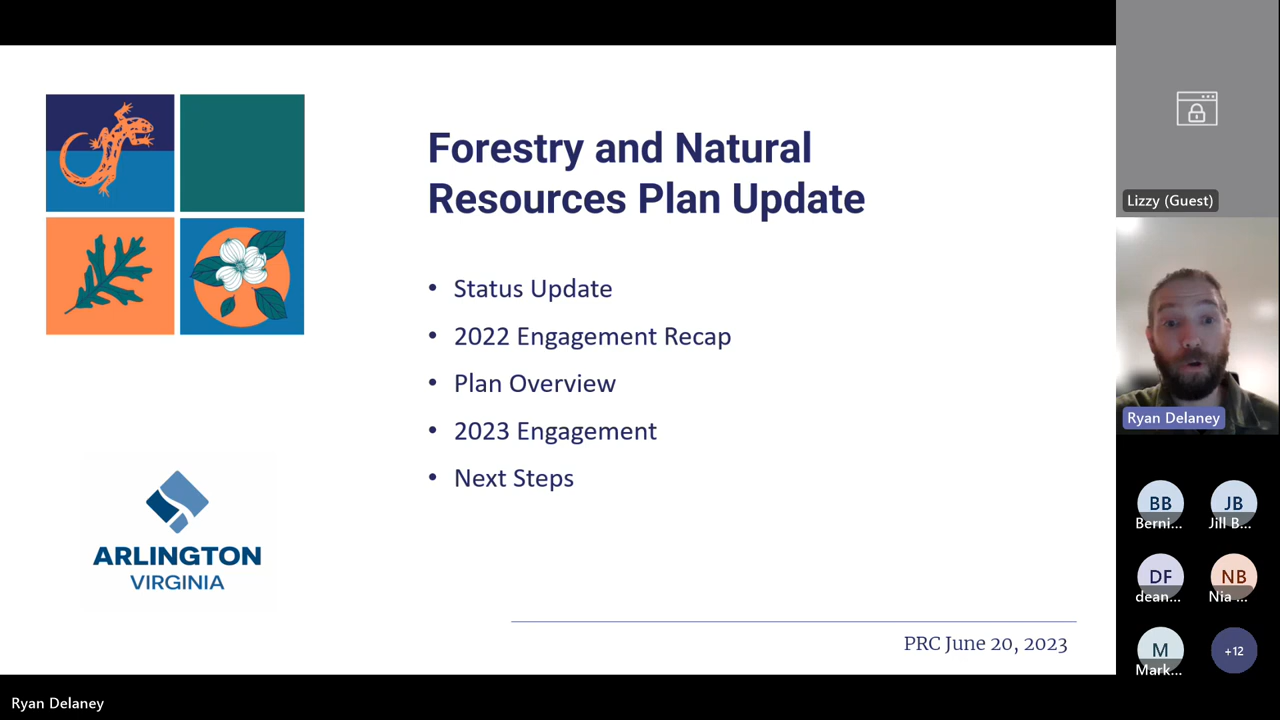 Forestry and Natural
Resources Plan Update
• Status Update
• 2022 Engagement Recap
• Plan Overview
• 2023 Engagement
• Next Steps
ARLINGTON
VIRGINIA
PRC June 20, 2023
Lizzy (Guest)
Ryan Delaney
BB
Berni...
JB
Jill B...
DF
dean...
NB
Nia ...
M
Mark...
+12
Ryan Delaney